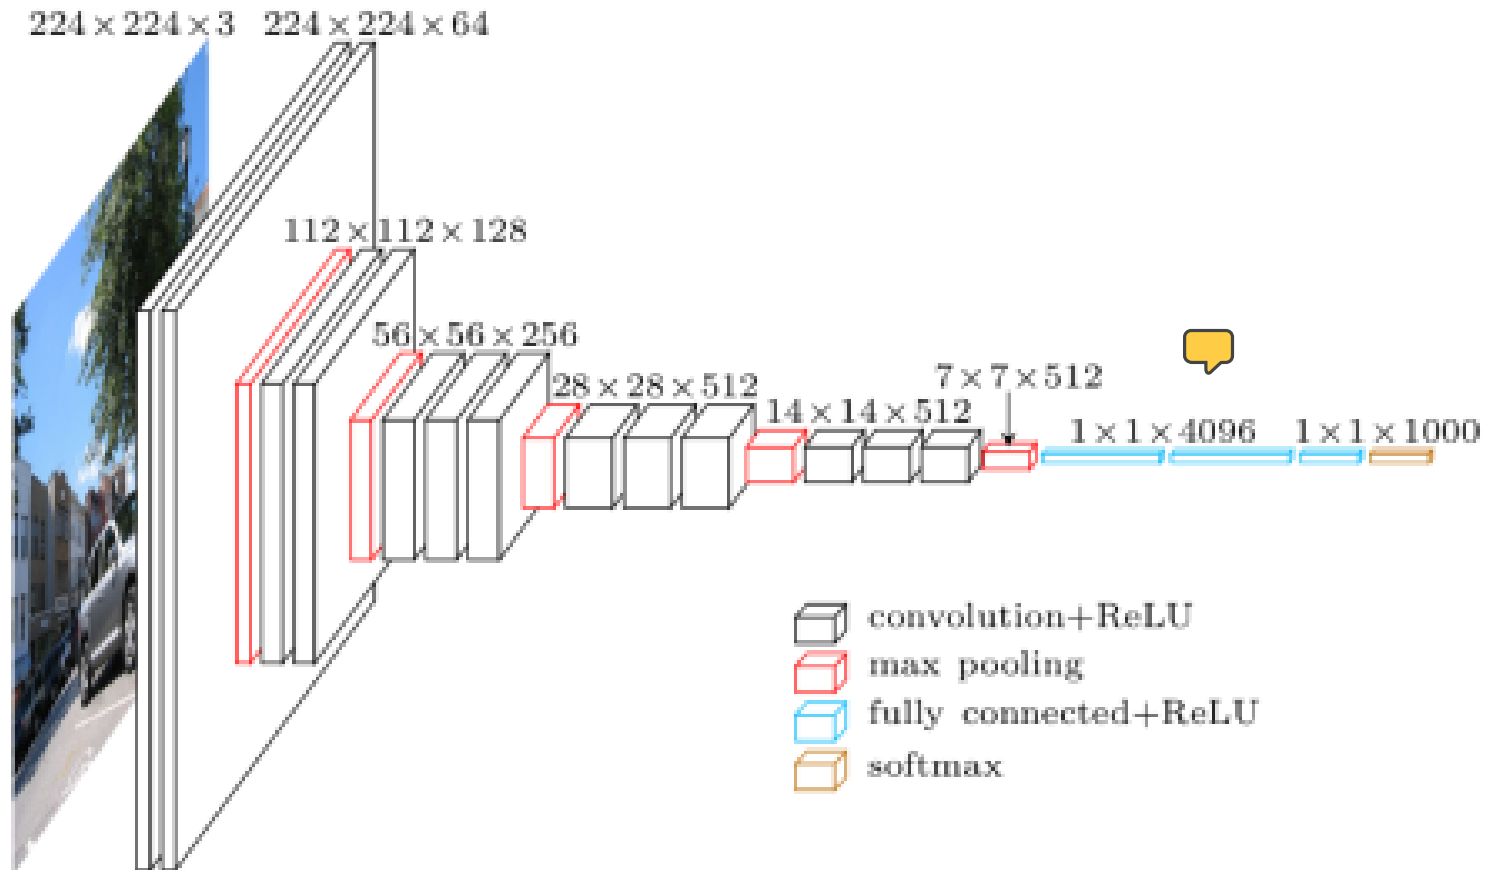 224 × 224 × 3
224 × 224 × 64
112 × 112 × 128
56 × 56 × 256
28 × 28 × 512
14 × 14 × 512
7 × 7 × 512
1 × 1 × 4096
1 × 1 × 1000
convolution+ReLU
max pooling
fully connected+ReLU
softmax